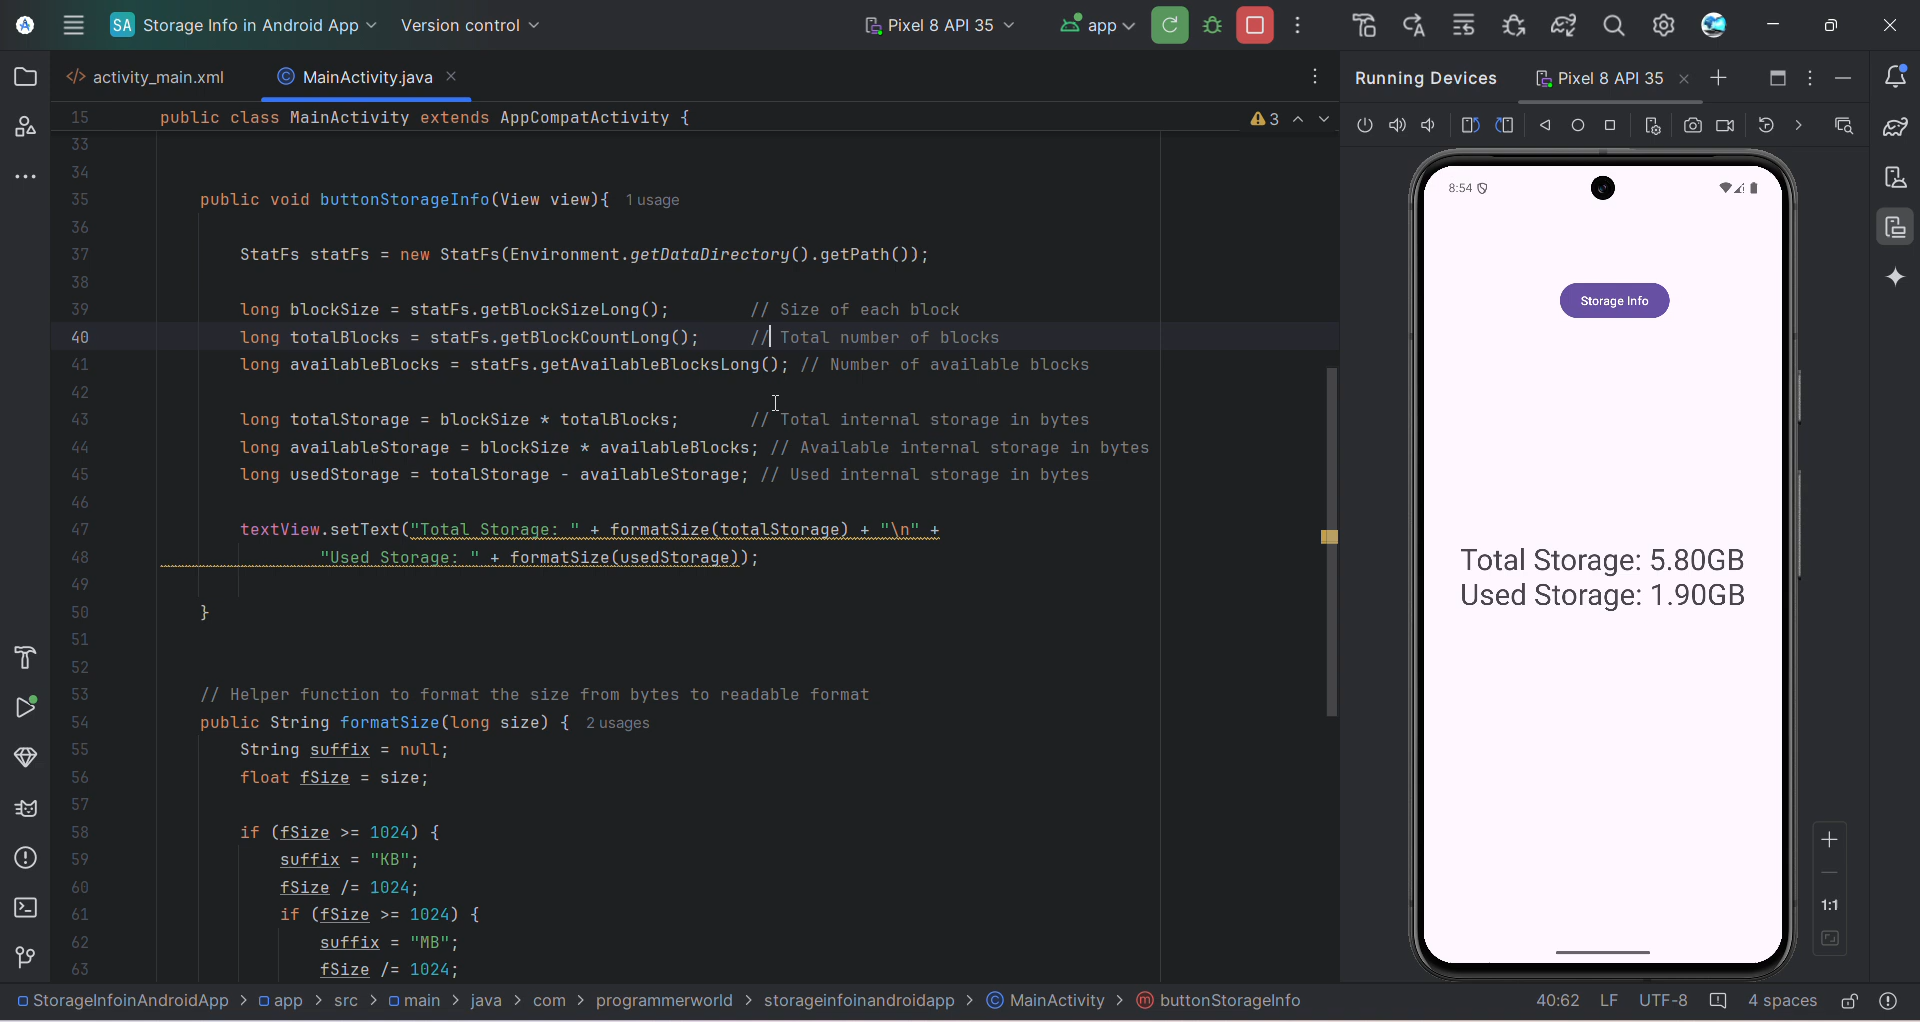 SA Storage Info in Android App Version control Pixel 8 API 35 app
activity_main.xml MainActivity.java
15 public class MainActivity extends AppCompatActivity { 3
33
34
35 public void buttonStorageInfo(View view){ 1 usage
36
37 StatFs statFs = new StatFs(Environment.getDataDirectory().getPath());
38
39 long blockSize = statFs.getBlockSizeLong(); // Size of each block
40 long totalBlocks = statFs.getBlockCountLong(); // Total number of blocks
41 long availableBlocks = statFs.getAvailableBlocksLong(); // Number of available blocks
42
43 long totalStorage = blockSize * totalBlocks; // Total internal storage in bytes
44 long availableStorage = blockSize * availableBlocks; // Available internal storage in bytes
45 long usedStorage = totalStorage - availableStorage; // Used internal storage in bytes
46
47 textView.setText("Total Storage: " + formatSize(totalStorage) + "\n" +
48 "Used Storage: " + formatSize(usedStorage));
49
50 }
51
52
53 // Helper function to format the size from bytes to readable format
54 public String formatSize(long size) { 2 usages
55 String suffix = null;
56 float fSize = size;
57
58 if (fSize >= 1024) {
59 suffix = "KB";
60 fSize /= 1024;
61 if (fSize >= 1024) {
62 suffix = "MB";
63 fSize /= 1024;
Running Devices Pixel 8 API 35
8:54
Storage Info
Total Storage: 5.80GB
Used Storage: 1.90GB
1:1
StorageInfoinAndroidApp > app > src > main > java > com > programmerworld > storageinfoinandroidapp > MainActivity > buttonStorageInfo 40:62 LF UTF-8 4 spaces